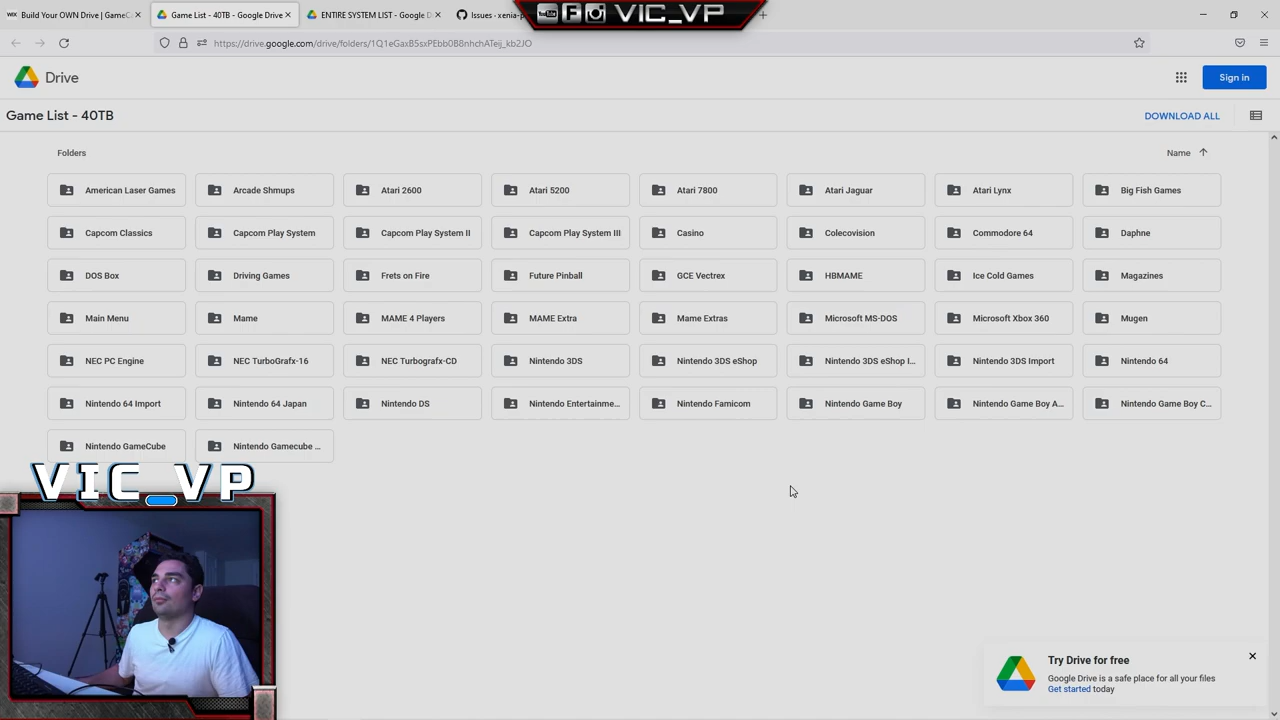 Build Your OWN Drive | GameC
Game List - 40TB - Google Drive
ENTIRE SYSTEM LIST - Google D
Issues - xenia-p
VIC_VP
https://drive.google.com/drive/folders/1Q1eGaxB5sxPEbb0B8nhchATeij_kb2JO
Drive
Sign in
Game List - 40TB
DOWNLOAD ALL
Folders
Name
American Laser Games
Arcade Shmups
Atari 2600
Atari 5200
Atari 7800
Atari Jaguar
Atari Lynx
Big Fish Games
Capcom Classics
Capcom Play System
Capcom Play System II
Capcom Play System III
Casino
Colecovision
Commodore 64
Daphne
DOS Box
Driving Games
Frets on Fire
Future Pinball
GCE Vectrex
HBMAME
Ice Cold Games
Magazines
Main Menu
Mame
MAME 4 Players
MAME Extra
Mame Extras
Microsoft MS-DOS
Microsoft Xbox 360
Mugen
NEC PC Engine
NEC TurboGrafx-16
NEC Turbografx-CD
Nintendo 3DS
Nintendo 3DS eShop
Nintendo 3DS eShop I...
Nintendo 3DS Import
Nintendo 64
Nintendo 64 Import
Nintendo 64 Japan
Nintendo DS
Nintendo Entertainme...
Nintendo Famicom
Nintendo Game Boy
Nintendo Game Boy A...
Nintendo Game Boy C...
Nintendo GameCube
Nintendo Gamecube ...
VIC_VP
Try Drive for free
Google Drive is a safe place for all your files
Get started today